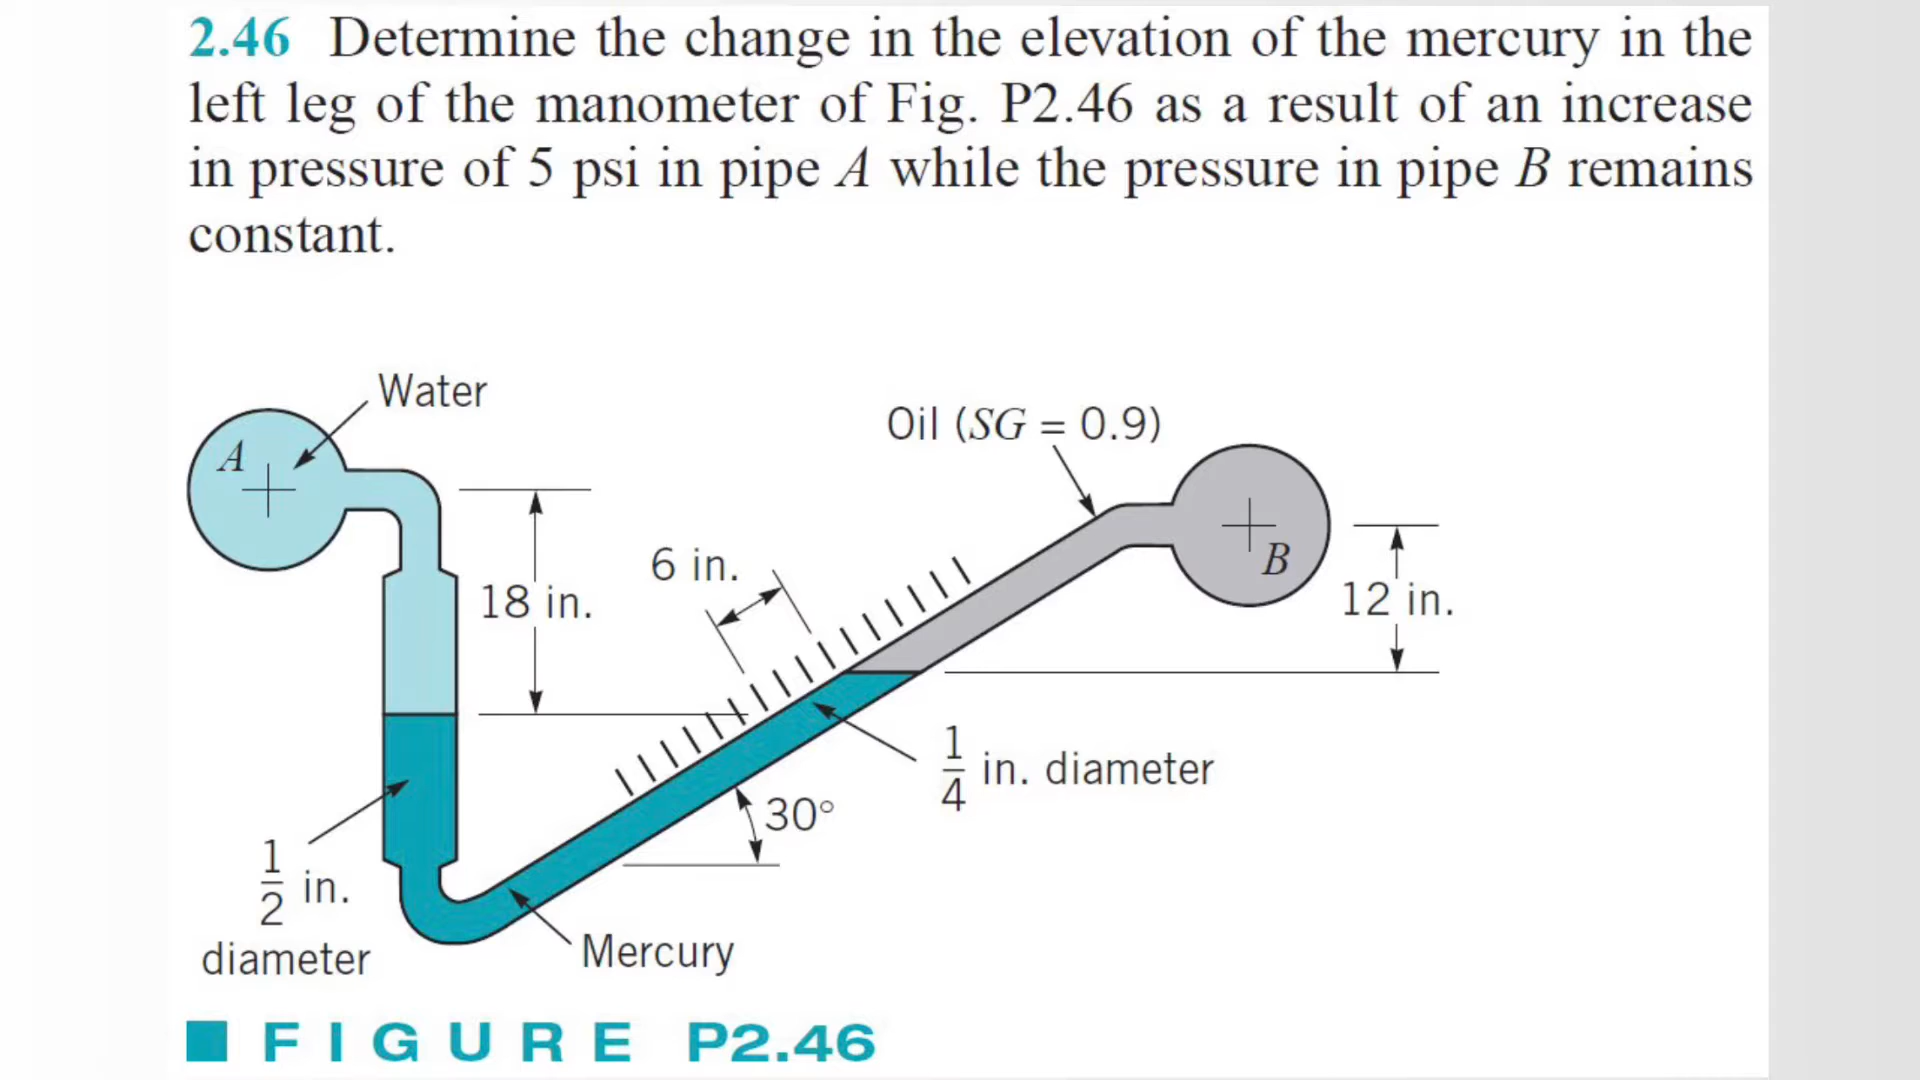 2.46 Determine the change in the elevation of the mercury in the
left leg of the manometer of Fig. P2.46 as a result of an increase
in pressure of 5 psi in pipe A while the pressure in pipe B remains
constant.
Water
A
Oil (SG = 0.9)
6 in.
B
18 in.
12 in.
1/4 in. diameter
30°
1/2 in.
diameter
Mercury
FIGURE P2.46